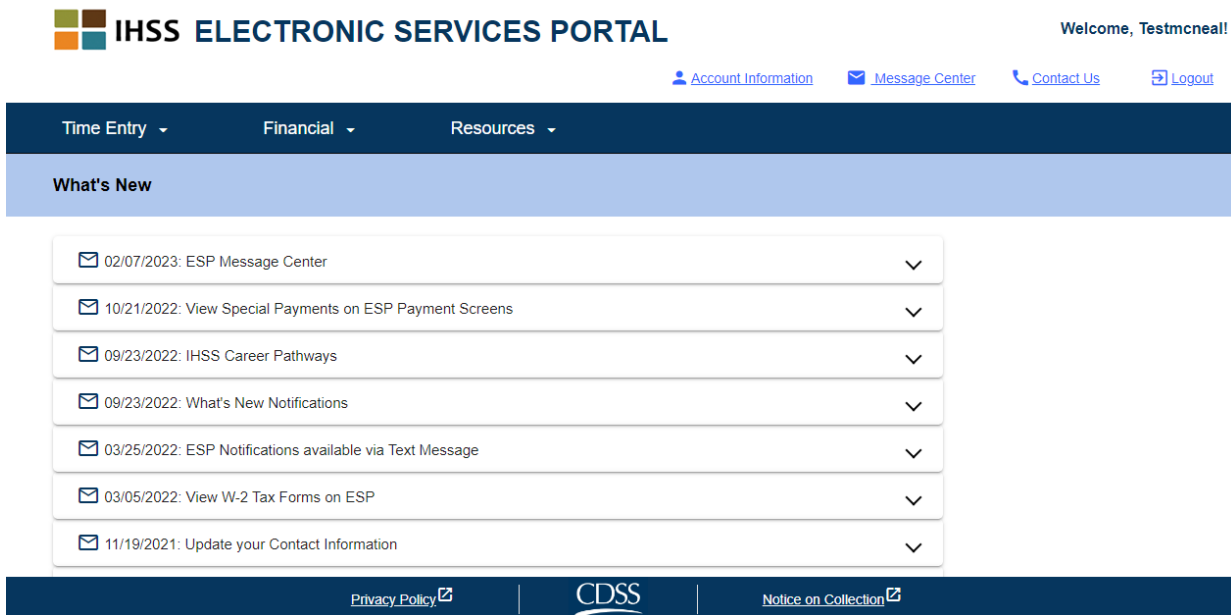 IHSS ELECTRONIC SERVICES PORTAL
Welcome, Testmcneal!
Account Information Message Center Contact Us Logout
Time Entry Financial Resources
What's New
02/07/2023: ESP Message Center
10/21/2022: View Special Payments on ESP Payment Screens
09/23/2022: IHSS Career Pathways
09/23/2022: What's New Notifications
03/25/2022: ESP Notifications available via Text Message
03/05/2022: View W-2 Tax Forms on ESP
11/19/2021: Update your Contact Information
Privacy Policy CDSS Notice on Collection